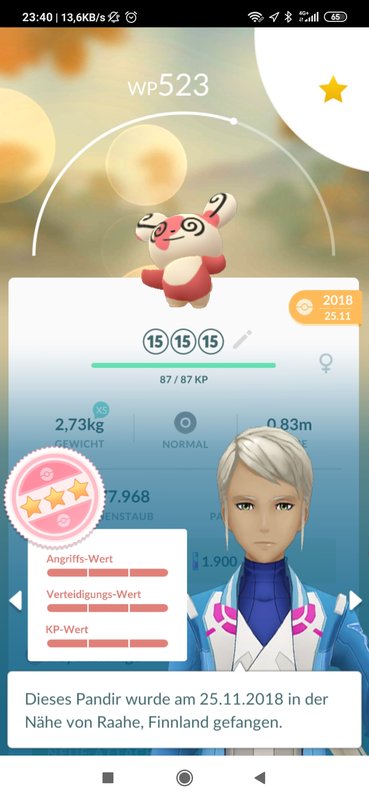 23:40 | 13,6KB/s
4G+
65
WP523
2018
25.11
15 15 15
87 / 87 KP
XS
2,73kg
NORMAL
0,83m
GEWICHT
7.968
1.900
Angriffs-Wert
Verteidigungs-Wert
KP-Wert
Dieses Pandir wurde am 25.11.2018 in der
Nähe von Raahe, Finnland gefangen.